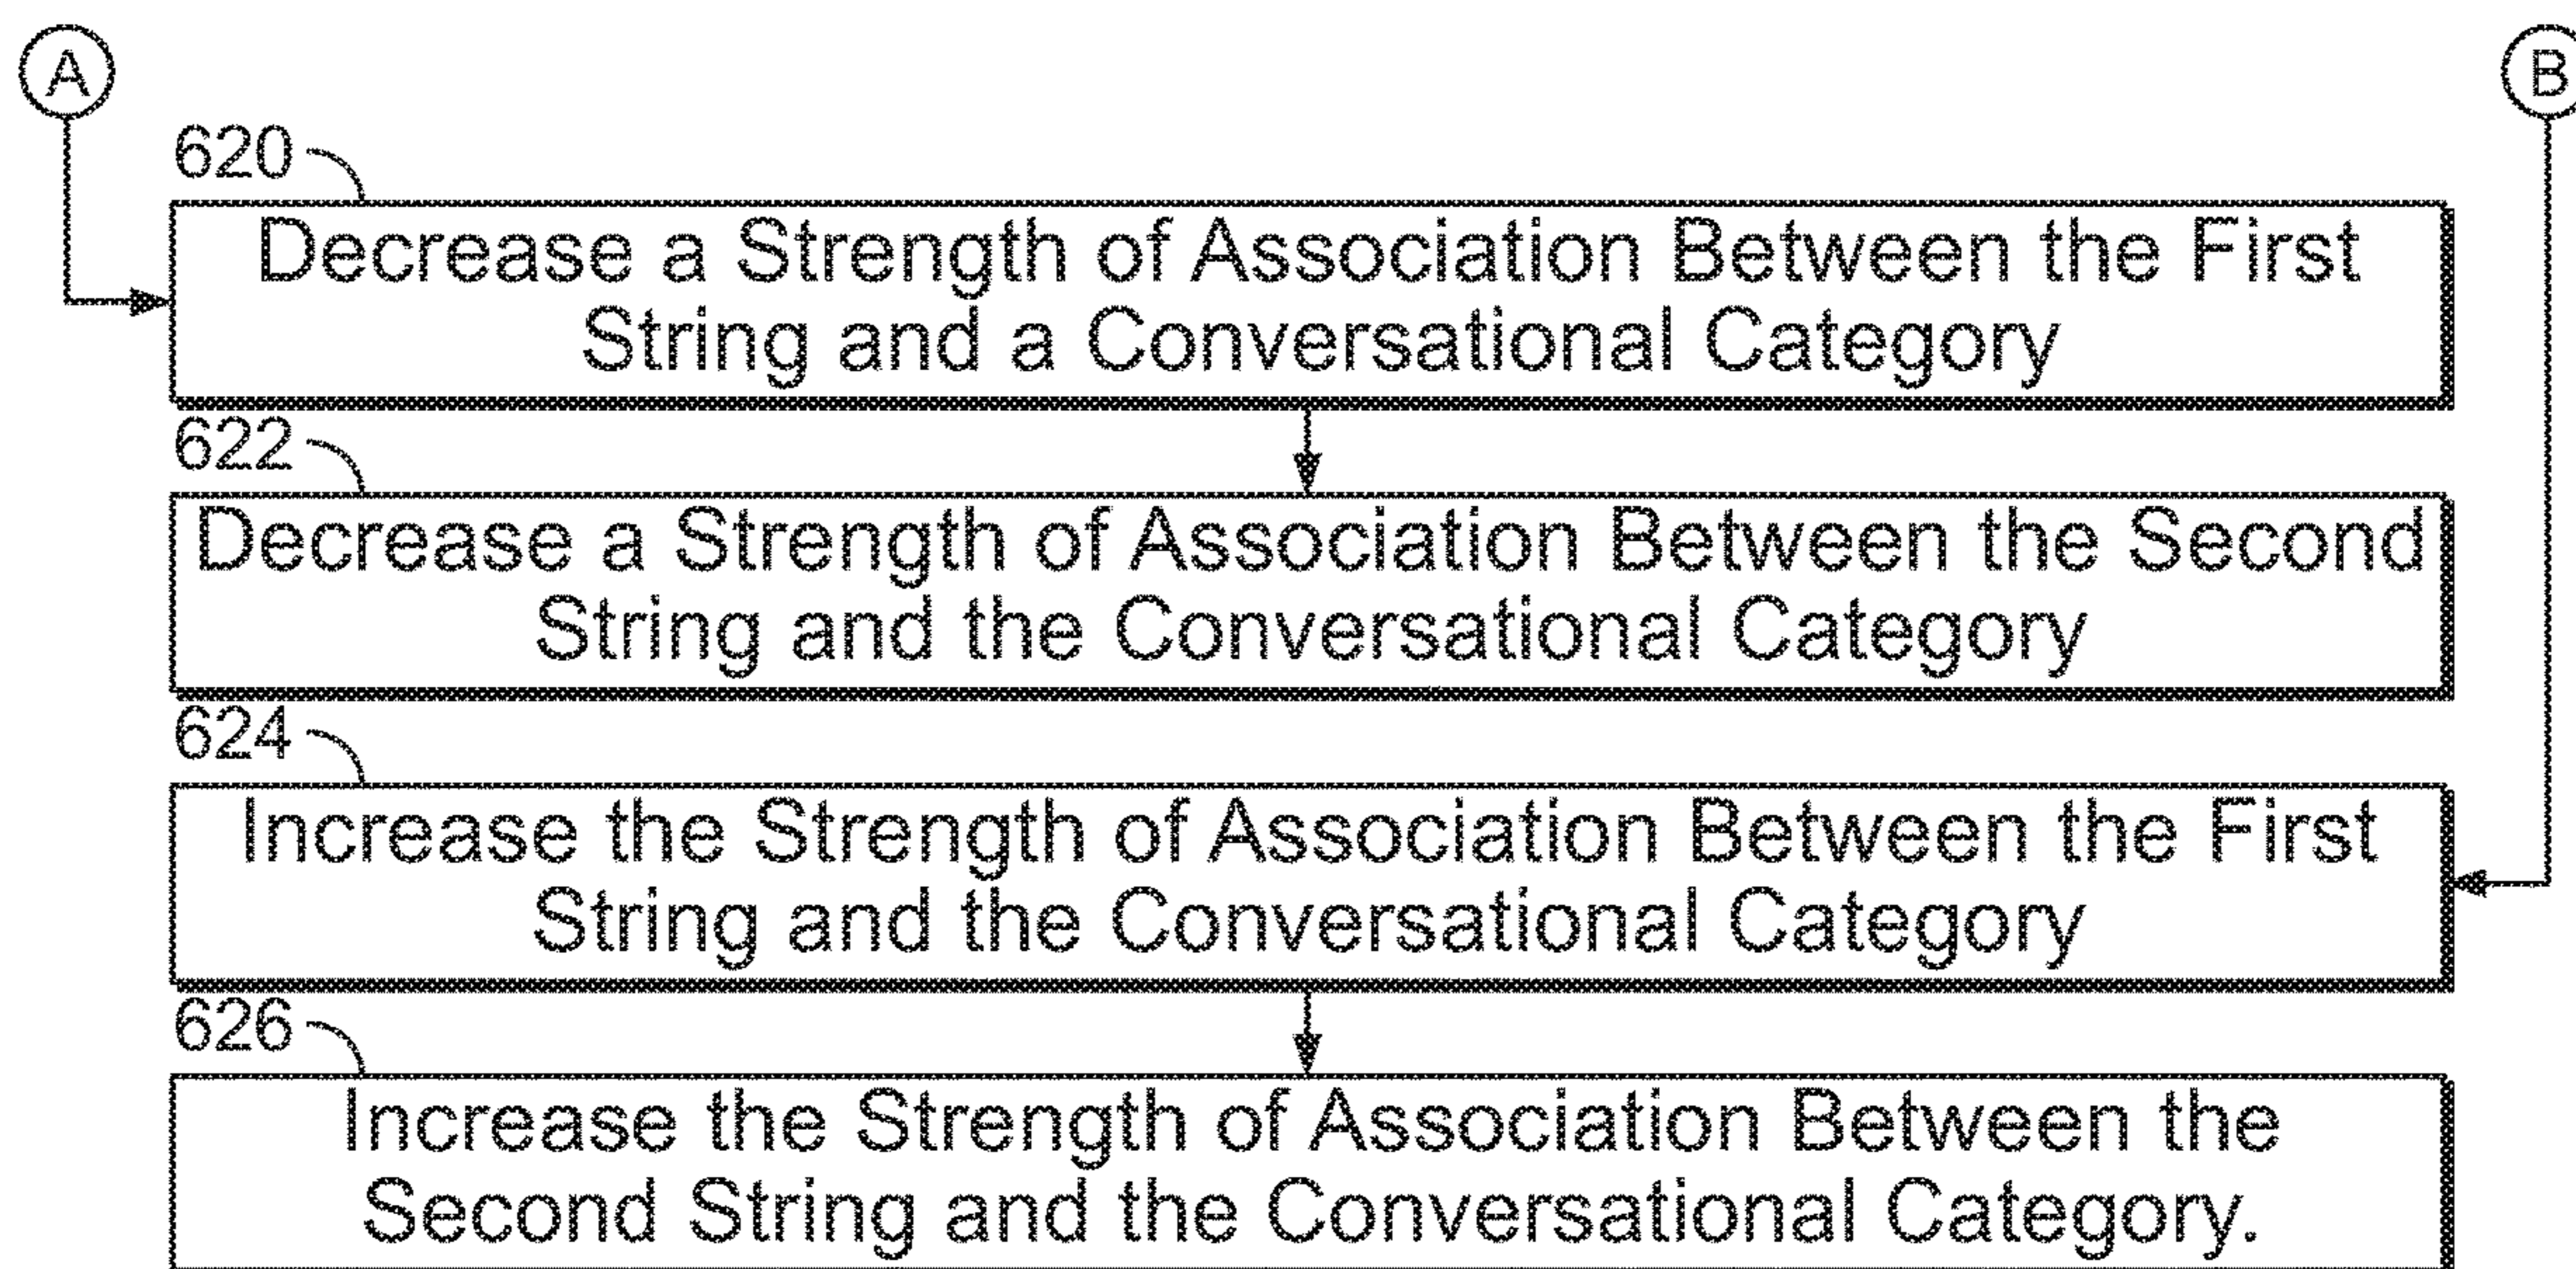 A
B
620
Decrease a Strength of Association Between the First
String and a Conversational Category
622
Decrease a Strength of Association Between the Second
String and the Conversational Category
624
Increase the Strength of Association Between the First
String and the Conversational Category
626
Increase the Strength of Association Between the
Second String and the Conversational Category.